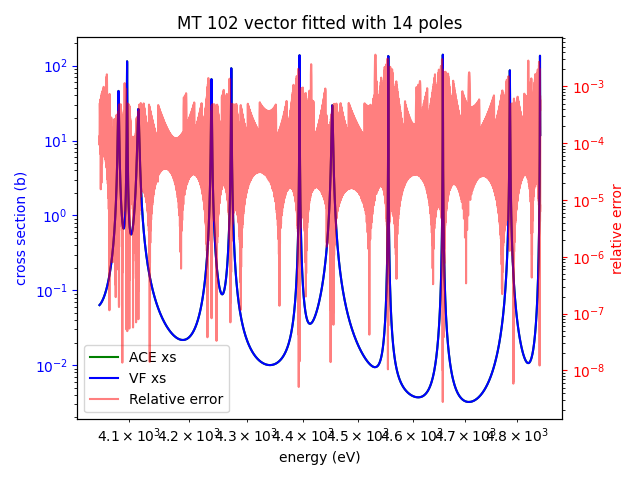 MT 102 vector fitted with 14 poles
cross section (b)
10² 10¹ 10⁰ 10⁻¹ 10⁻²
ACE xs
VF xs
Relative error
4.1 × 10³ 4.2 × 10³ 4.3 × 10³ 4.4 × 10³ 4.5 × 10³ 4.6 × 10³ 4.7 × 10³ 4.8 × 10³
energy (eV)
10⁻³ 10⁻⁴ 10⁻⁵ 10⁻⁶ 10⁻⁷ 10⁻⁸
relative error